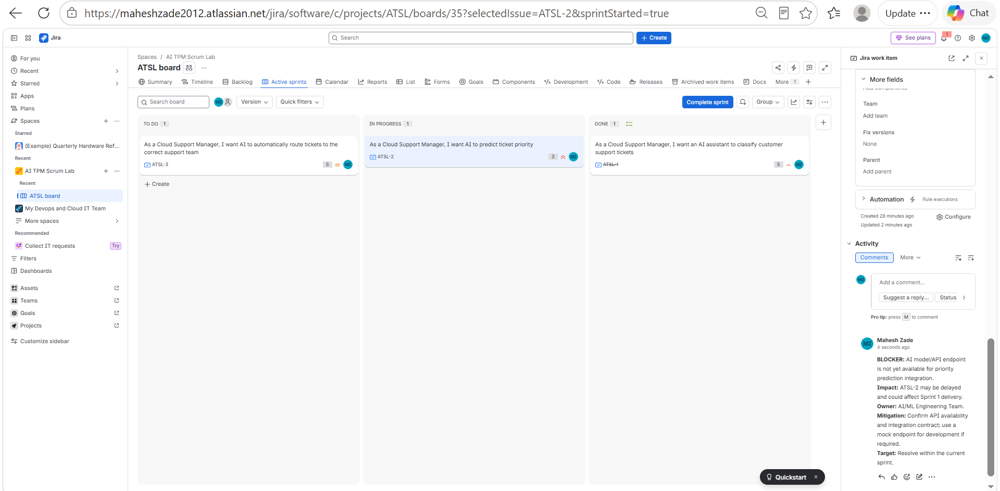 https://maheshzade2012.atlassian.net/jira/software/c/projects/ATSL/boards/35?selectedIssue=ATSL-2&sprintStarted=true
Update
Chat
Jira
Search
Create
See plans
1
MZ
For you
Recent
Starred
Apps
Plans
Spaces
Starred
(Example) Quarterly Hardware Ref...
Recent
AI TPM Scrum Lab
Recent
ATSL board
My Devops and Cloud IT Team
More spaces
Recommended
Collect IT requests
Try
Filters
Dashboards
Assets
Teams
Goals
Projects
Customize sidebar
Spaces / AI TPM Scrum Lab
ATSL board
Summary
Timeline
Backlog
Active sprints
Calendar
Reports
List
Forms
Goals
Components
Development
Code
Releases
Archived work items
Docs
More 1
Search board
MZ
Version
Quick filters
Complete sprint
Group
TO DO 1
As a Cloud Support Manager, I want AI to automatically route tickets to the
correct support team
ATSL-3
5
MZ
Create
IN PROGRESS 1
As a Cloud Support Manager, I want AI to predict ticket priority
ATSL-2
3
MZ
DONE 1
As a Cloud Support Manager, I want an AI assistant to classify customer
support tickets
ATSL-1
5
MZ
Quickstart
Jira work item
More fields
Add components
Team
Add team
Fix versions
None
Parent
Add parent
Automation
Rule executions
Created 28 minutes ago
Configure
Updated 2 minutes ago
Activity
Comments
More
MZ
Add a comment...
Suggest a reply...
Status
Pro tip: press M to comment
MZ
Mahesh Zade
4 seconds ago
BLOCKER: AI model/API endpoint
is not yet available for priority
prediction integration.
Impact: ATSL-2 may be delayed
and could affect Sprint 1 delivery.
Owner: AI/ML Engineering Team.
Mitigation: Confirm API availability
and integration contract; use a
mock endpoint for development if
required.
Target: Resolve within the current
sprint.